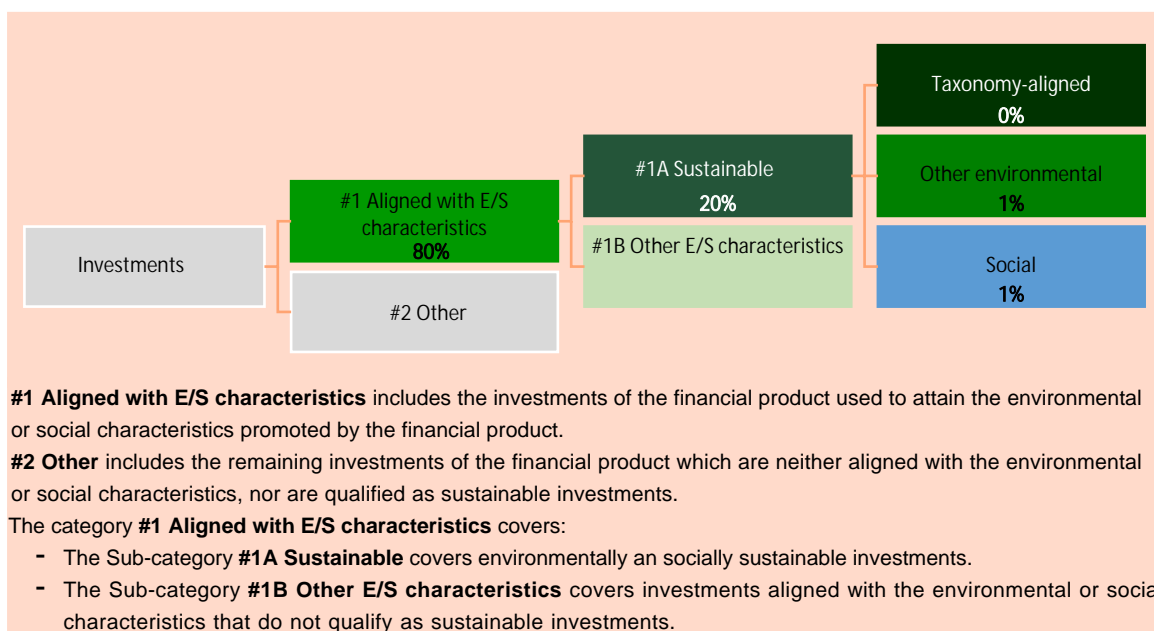 Taxonomy-aligned
0%
#1A Sustainable
20%
Other environmental
1%
#1 Aligned with E/S
characteristics
80%
#1B Other E/S characteristics
Investments
Social
1%
#2 Other
#1 Aligned with E/S characteristics includes the investments of the financial product used to attain the environmental
or social characteristics promoted by the financial product.
#2 Other includes the remaining investments of the financial product which are neither aligned with the environmental
or social characteristics, nor are qualified as sustainable investments.
The category #1 Aligned with E/S characteristics covers:
- The Sub-category #1A Sustainable covers environmentally an socially sustainable investments.
- The Sub-category #1B Other E/S characteristics covers investments aligned with the environmental or socia
characteristics that do not qualify as sustainable investments.